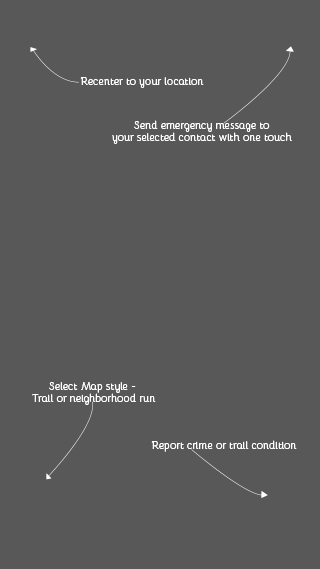 Recenter to your location
Send emergency message to
your selected contact with one touch
Select Map style -
Trail or neighborhood run
Report crime or trail condition